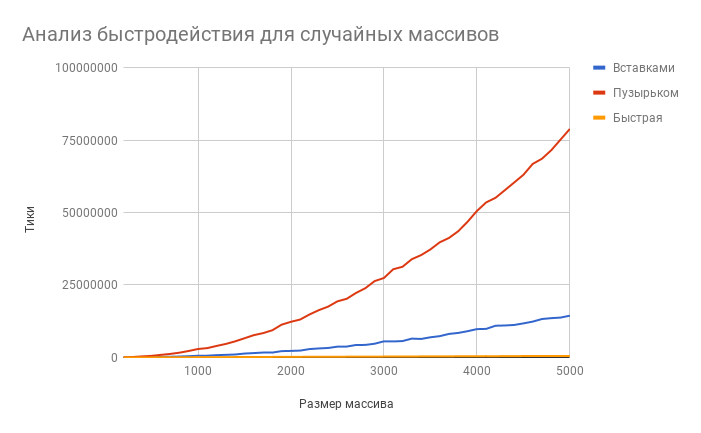 Анализ быстродействия для случайных массивов
100000000
75000000
50000000
25000000
0
Тики
1000
2000
3000
4000
5000
Размер массива
Вставками
Пузырьком
Быстрая